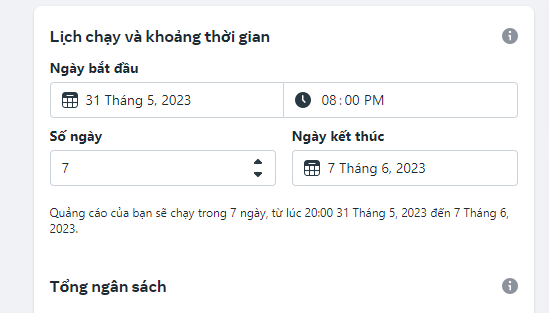 Lịch chạy và khoảng thời gian
Ngày bắt đầu
31 Tháng 5, 2023 08:00 PM
Số ngày Ngày kết thúc
7 7 Tháng 6, 2023
Quảng cáo của bạn sẽ chạy trong 7 ngày, từ lúc 20:00 31 Tháng 5, 2023 đến 7 Tháng 6,
2023.
Tổng ngân sách